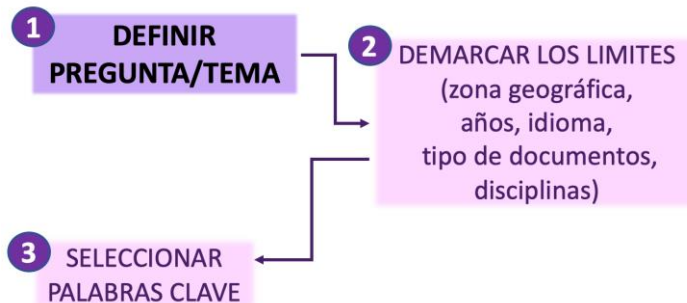 1
DEFINIR
PREGUNTA/TEMA
2
DEMARCAR LOS LIMITES
(zona geográfica,
años, idioma,
tipo de documentos,
disciplinas)
3
SELECCIONAR
PALABRAS CLAVE